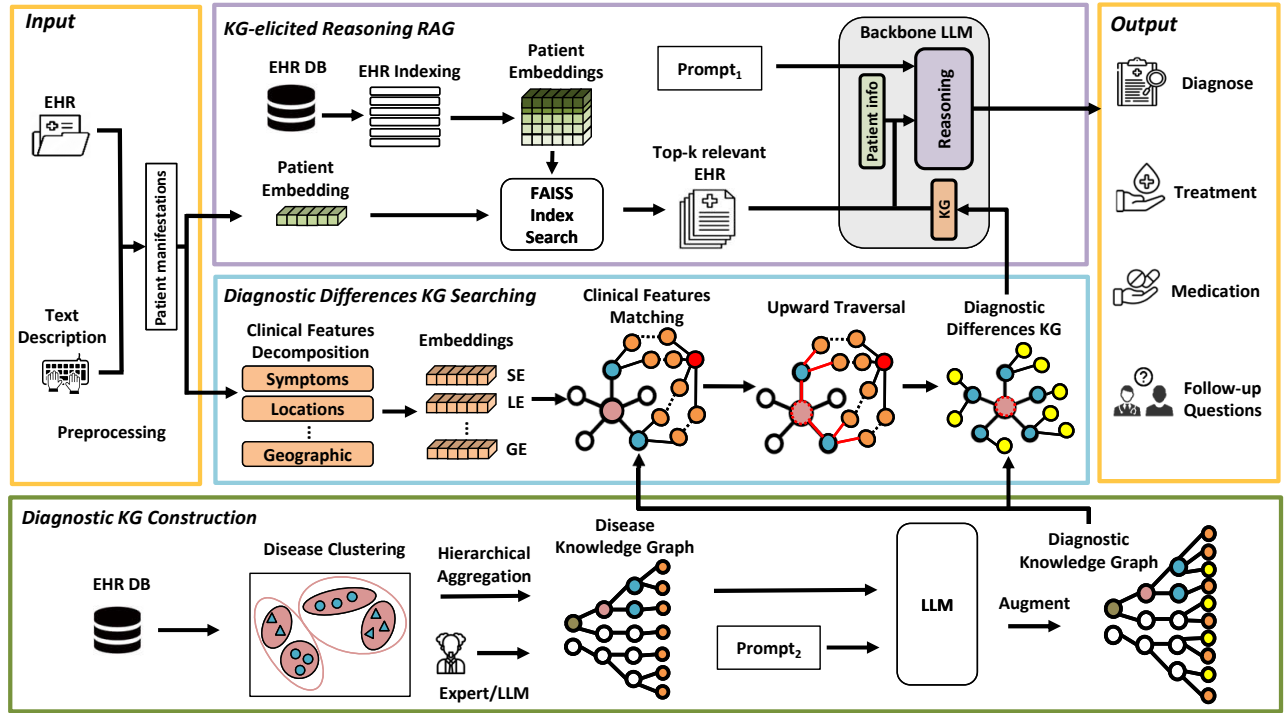 Input
EHR
Text
Description
Preprocessing
Patient manifestations
KG-elicited Reasoning RAG
EHR DB
EHR Indexing
Patient
Embeddings
Patient
Embedding
FAISS
Index
Search
Top-k relevant
EHR
Prompt1
Backbone LLM
Patient info
Reasoning
KG
Output
Diagnose
Treatment
Medication
Follow-up
Questions
Diagnostic Differences KG Searching
Clinical Features
Decomposition
Symptoms
Locations
⋮
Geographic
Embeddings
SE
LE
⋮
GE
Clinical Features
Matching
Upward Traversal
Diagnostic
Differences KG
Diagnostic KG Construction
EHR DB
Disease Clustering
Hierarchical
Aggregation
Expert/LLM
Disease
Knowledge Graph
Prompt2
LLM
Augment
Diagnostic
Knowledge Graph